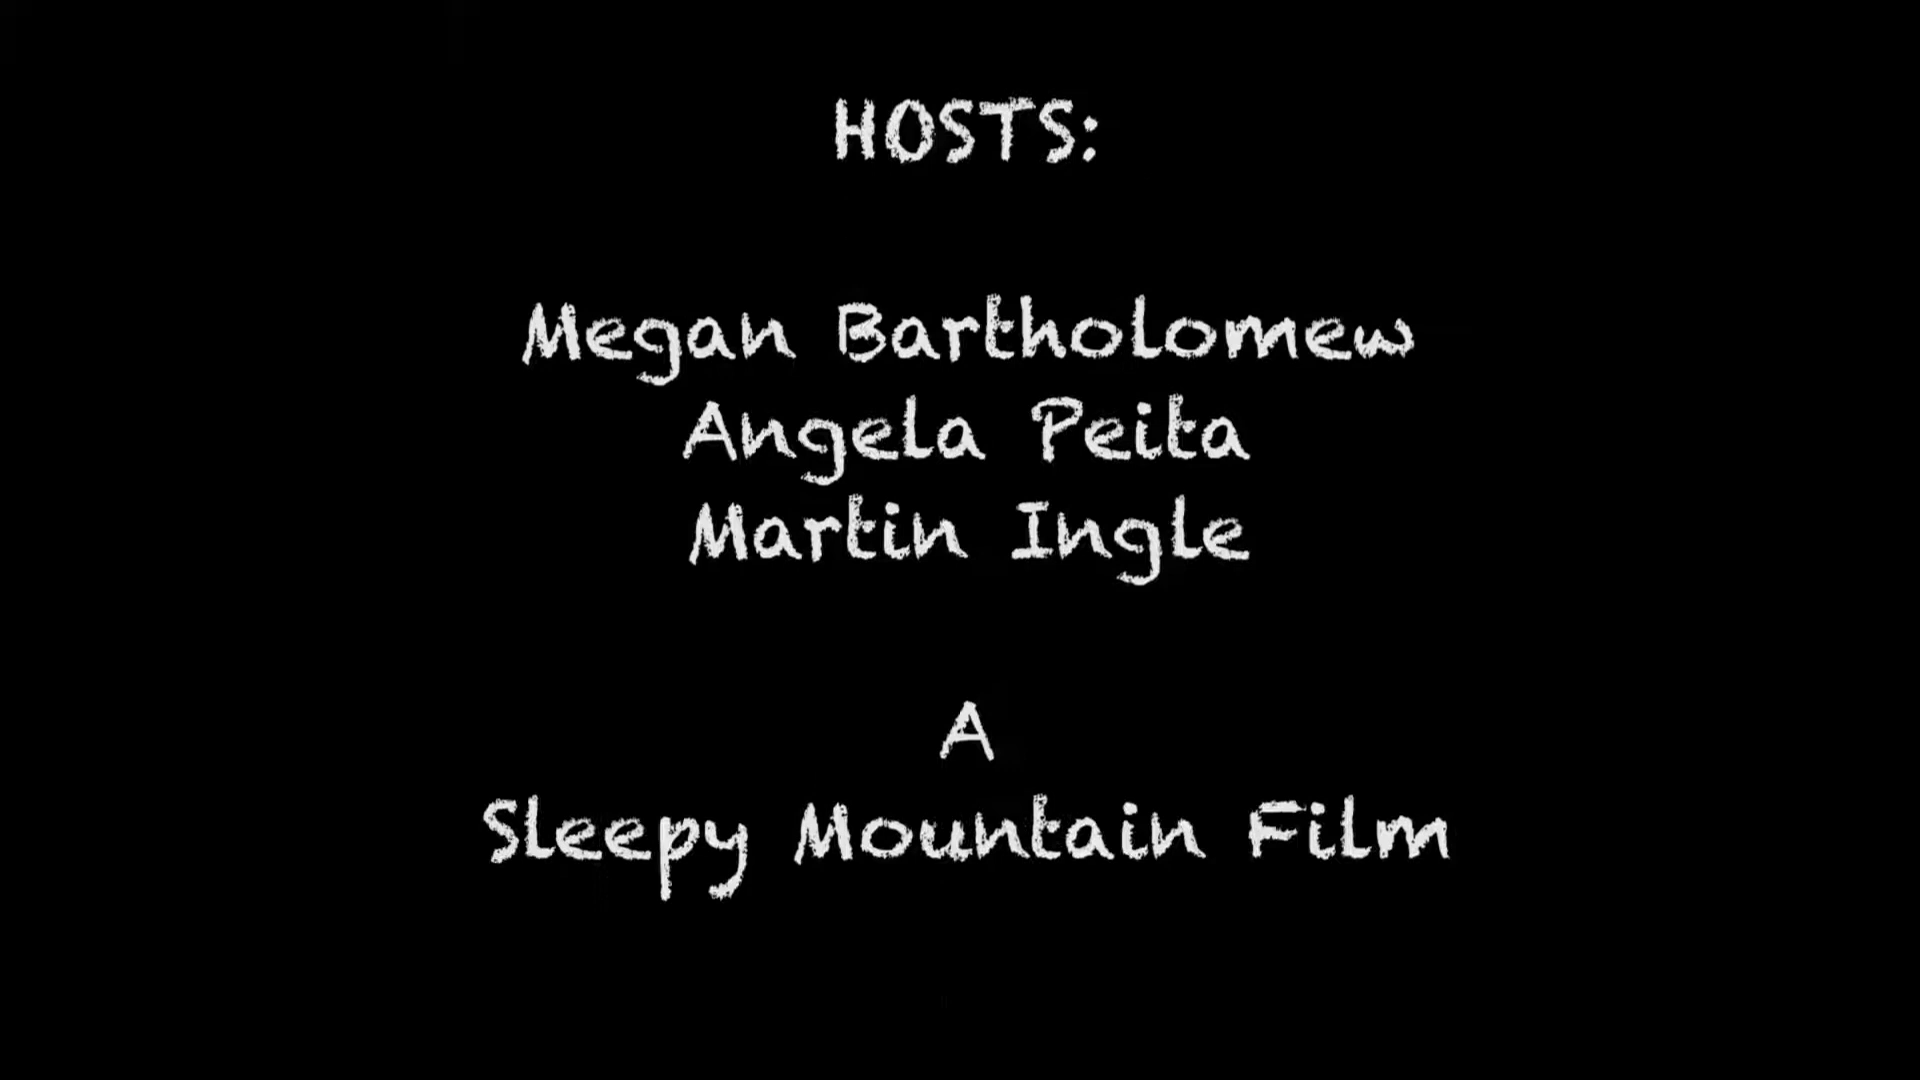 HOSTS:
Megan Bartholomew
Angela Peita
Martin Ingle
A
Sleepy Mountain Film